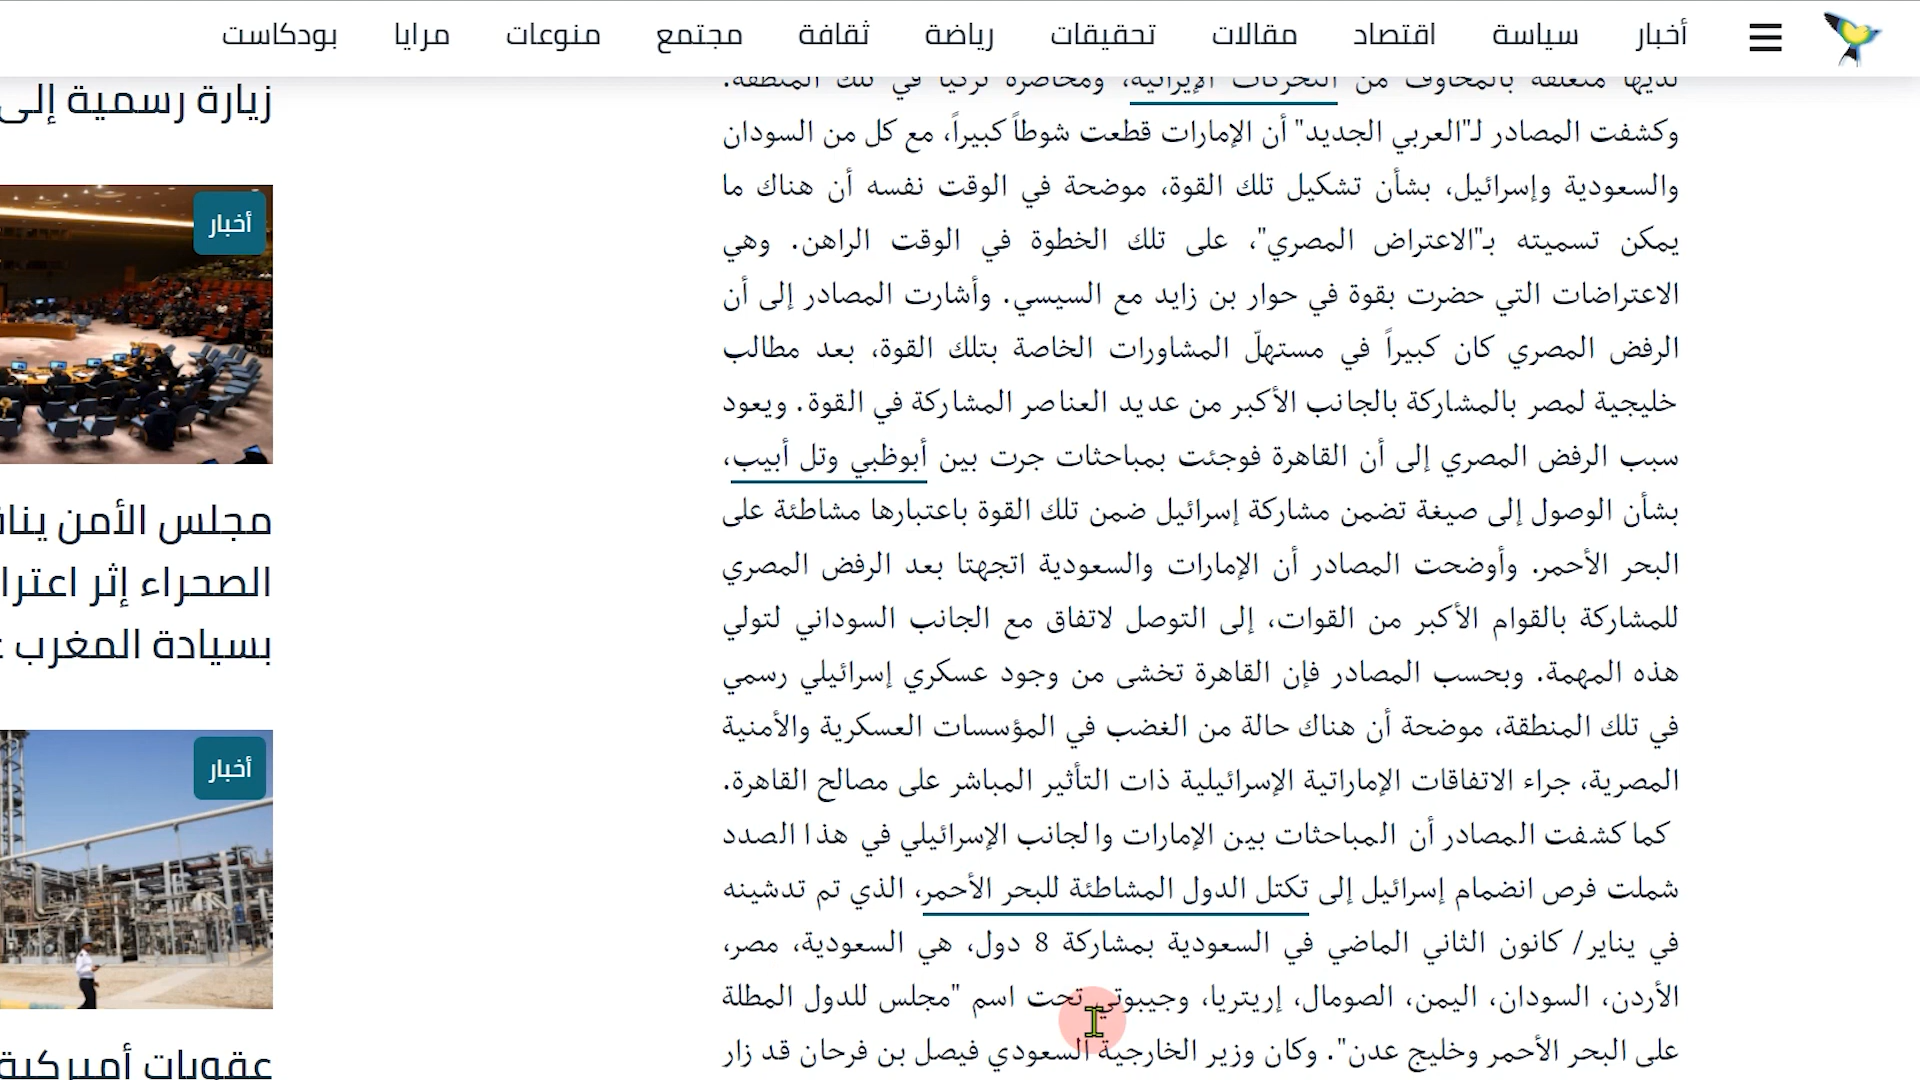 أخبار
سياسة
اقتصاد
مقالات
تحقيقات
رياضة
ثقافة
مجتمع
منوعات
مرايا
بودكاست
لديها متعلقة بالمخاوف من التحركات الإيرانية، ومحاصرة تركيا في تلك المنطقة.
وكشفت المصادر لـ"العربي الجديد" أن الإمارات قطعت شوطاً كبيراً، مع كل من السودان
والسعودية وإسرائيل، بشأن تشكيل تلك القوة، موضحة في الوقت نفسه أن هناك ما
يمكن تسميته بـ"الاعتراض المصري"، على تلك الخطوة في الوقت الراهن. وهي
الاعتراضات التي حضرت بقوة في حوار بن زايد مع السيسي. وأشارت المصادر إلى أن
الرفض المصري كان كبيراً في مستهلّ المشاورات الخاصة بتلك القوة، بعد مطالب
خليجية لمصر بالمشاركة بالجانب الأكبر من عديد العناصر المشاركة في القوة. ويعود
سبب الرفض المصري إلى أن القاهرة فوجئت بمباحثات جرت بين أبوظبي وتل أبيب،
بشأن الوصول إلى صيغة تضمن مشاركة إسرائيل ضمن تلك القوة باعتبارها مشاطئة على
البحر الأحمر. وأوضحت المصادر أن الإمارات والسعودية اتجهتا بعد الرفض المصري
للمشاركة بالقوام الأكبر من القوات، إلى التوصل لاتفاق مع الجانب السوداني لتولي
هذه المهمة. وبحسب المصادر فإن القاهرة تخشى من وجود عسكري إسرائيلي رسمي
في تلك المنطقة، موضحة أن هناك حالة من الغضب في المؤسسات العسكرية والأمنية
المصرية، جراء الاتفاقات الإماراتية الإسرائيلية ذات التأثير المباشر على مصالح القاهرة.
كما كشفت المصادر أن المباحثات بين الإمارات والجانب الإسرائيلي في هذا الصدد
شملت فرص انضمام إسرائيل إلى تكتل الدول المشاطئة للبحر الأحمر، الذي تم تدشينه
في يناير/ كانون الثاني الماضي في السعودية بمشاركة 8 دول، هي السعودية، مصر،
الأردن، السودان، اليمن، الصومال، إريتريا، وجيبوتي تحت اسم "مجلس للدول المطلة
على البحر الأحمر وخليج عدن". وكان وزير الخارجية السعودي فيصل بن فرحان قد زار
زيارة رسمية إلى
أخبار
مجلس الأمن
الصحراء إثر
بسيادة المغرب
أخبار
عقوبات أميركية